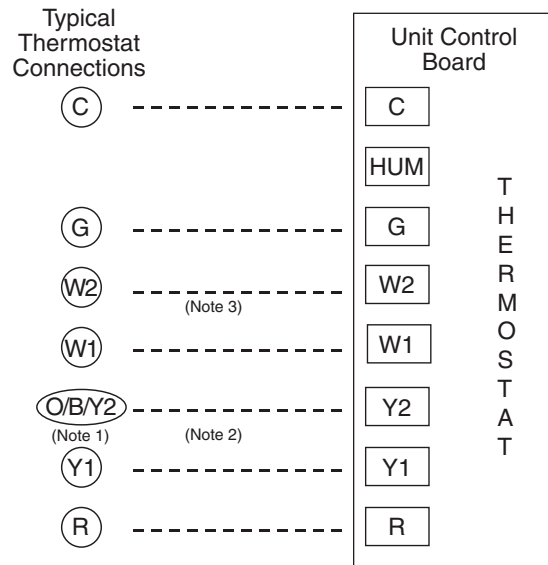 Typical
Thermostat
Connections
Unit Control
Board
C
C
HUM
G
G
W2
(Note 3)
W2
W1
W1
O/B/Y2
(Note 1)
(Note 2)
Y2
Y1
Y1
R
R
THERMOSTAT